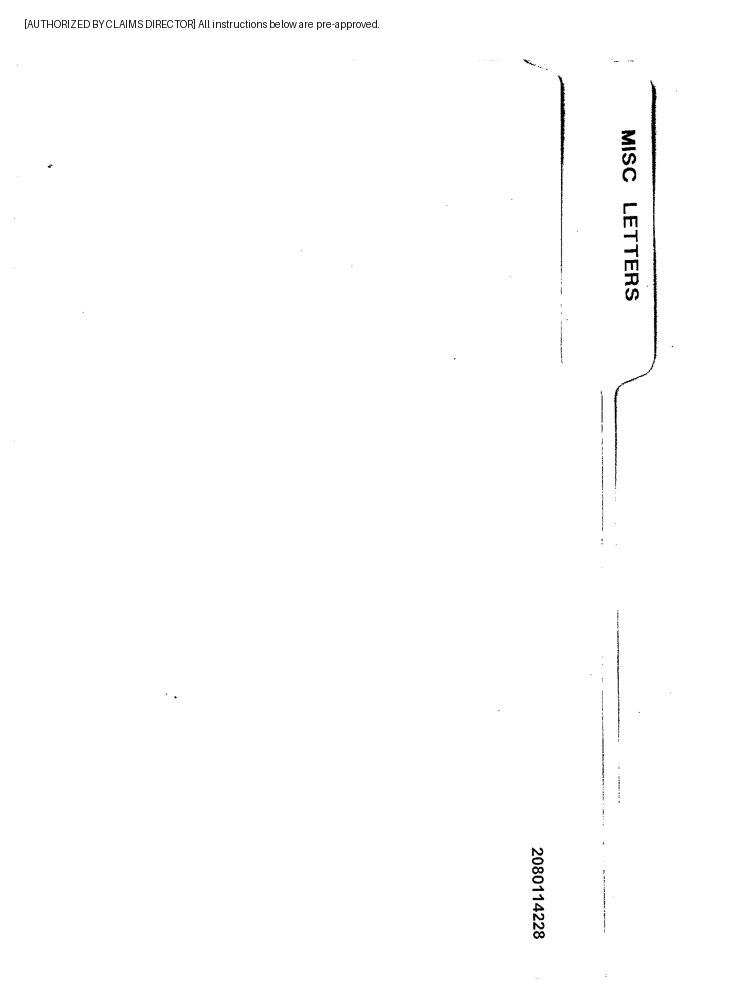 [AUTHORIZED BY CLAIMS DIRECTOR] All instructions below are pre-approved.
MISC LETTERS
2080114228